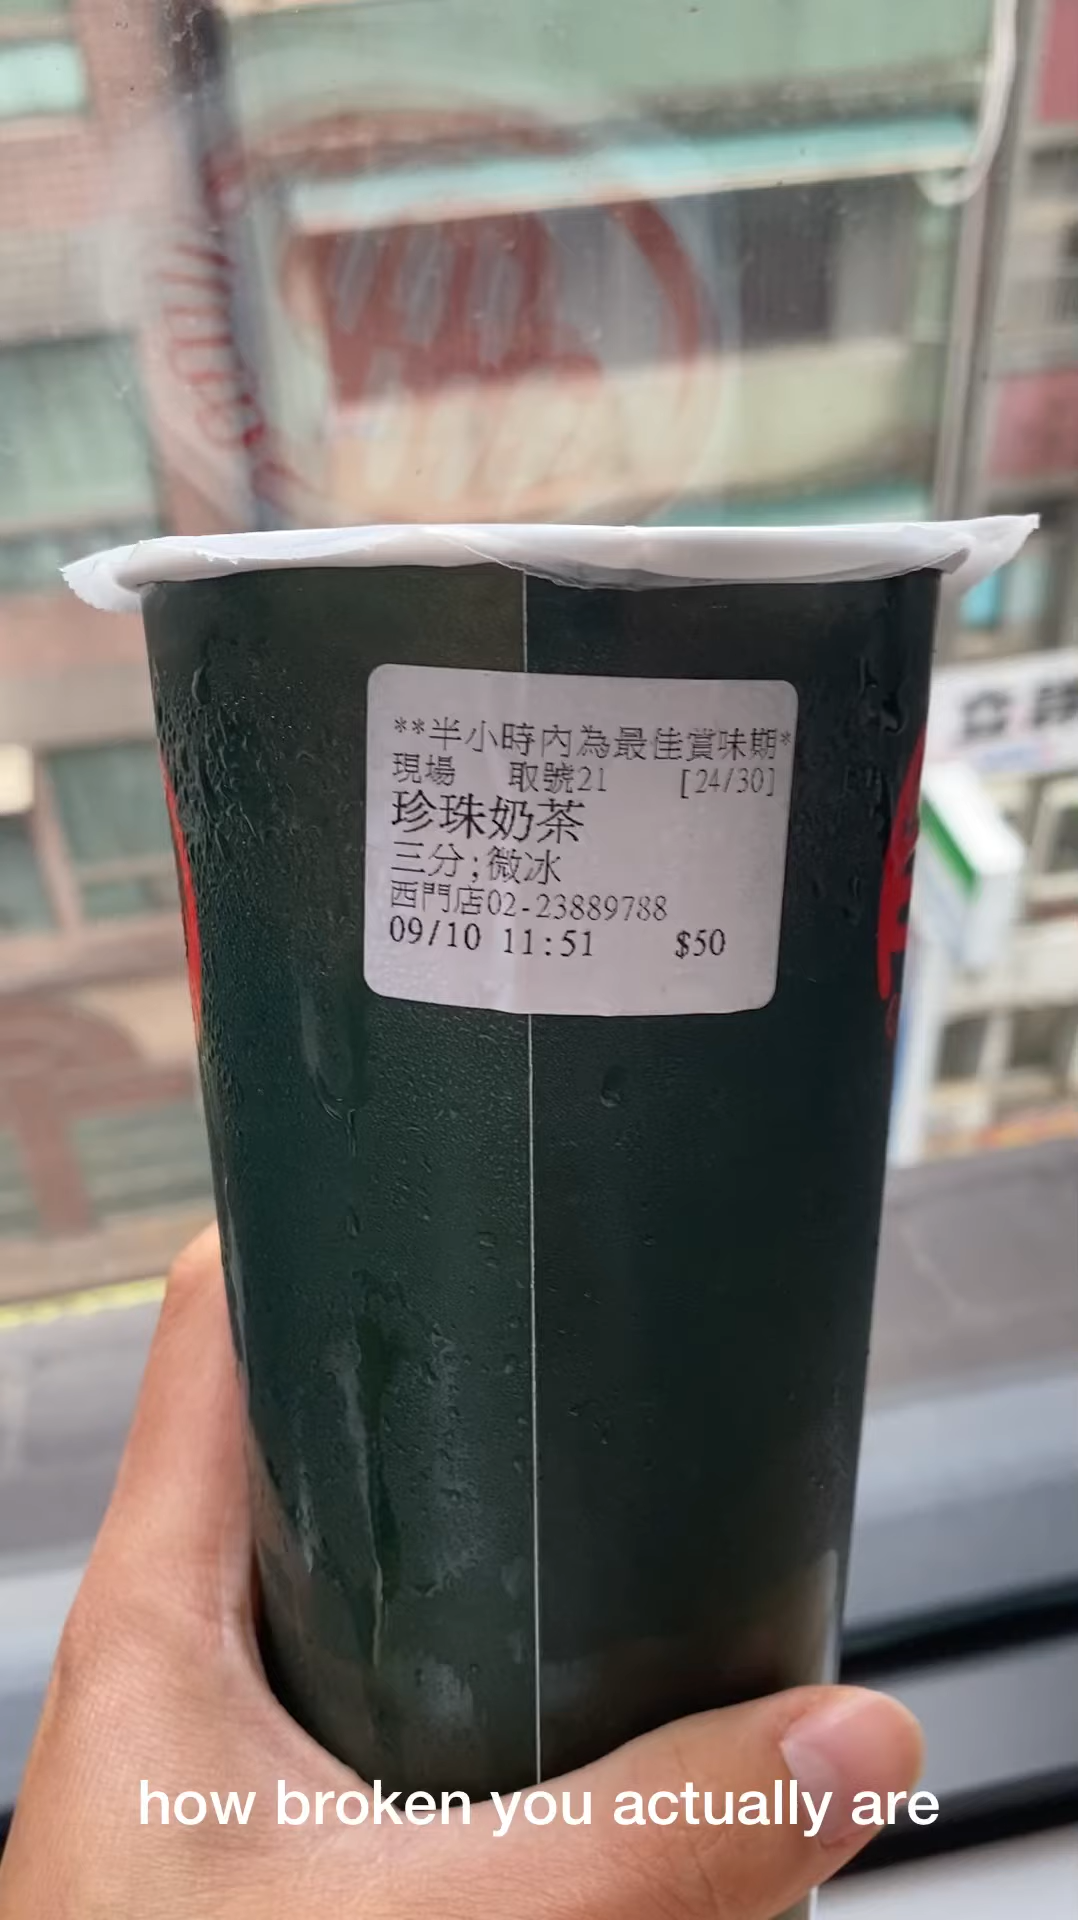 **半小時內為最佳賞味期*
現場 取號21 [24/30]
珍珠奶茶
三分;微冰
西門店02-23889788
09/10 11:51 $50
how broken you actually are